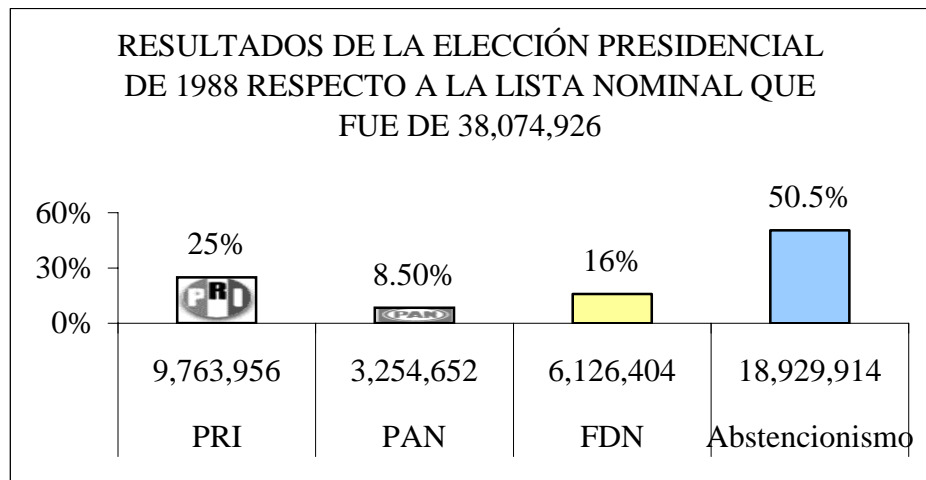 RESULTADOS DE LA ELECCIÓN PRESIDENCIAL
DE 1988 RESPECTO A LA LISTA NOMINAL QUE
FUE DE 38,074,926
60%
30%
0%
25%
8.50%
16%
50.5%
PRI
PAN
9,763,956 3,254,652 6,126,404 18,929,914
PRI PAN FDN Abstencionismo